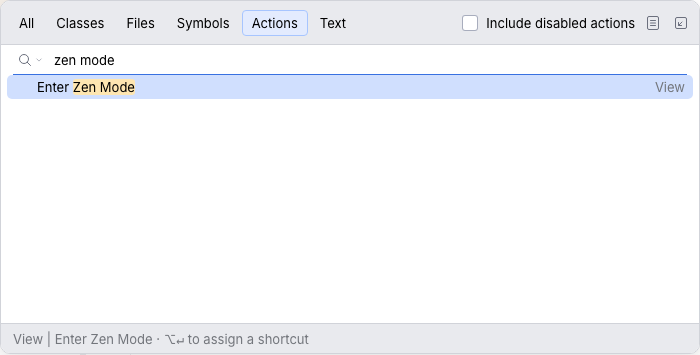 All Classes Files Symbols Actions Text Include disabled actions
zen mode
Enter Zen Mode View
View | Enter Zen Mode · ⌥↵ to assign a shortcut